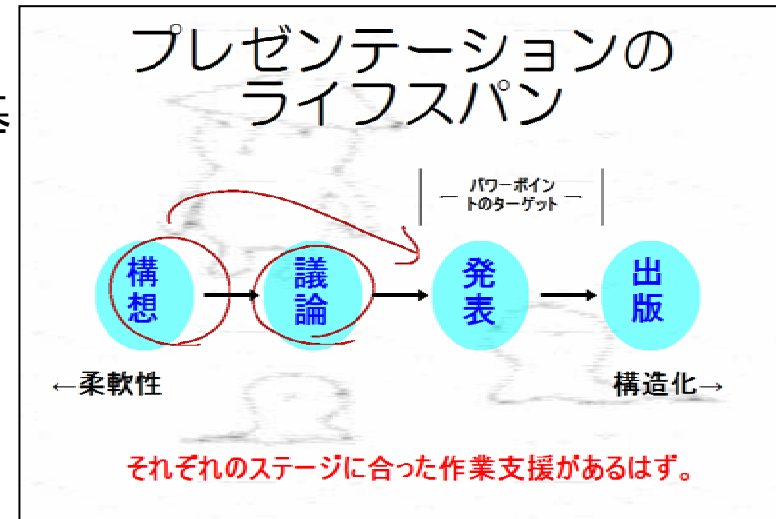 プレゼンテーションの
ライフスパン
パワーポイン
トのターゲット
構想
議論
発表
出版
←柔軟性
構造化→
それぞれのステージに合った作業支援があるはず。